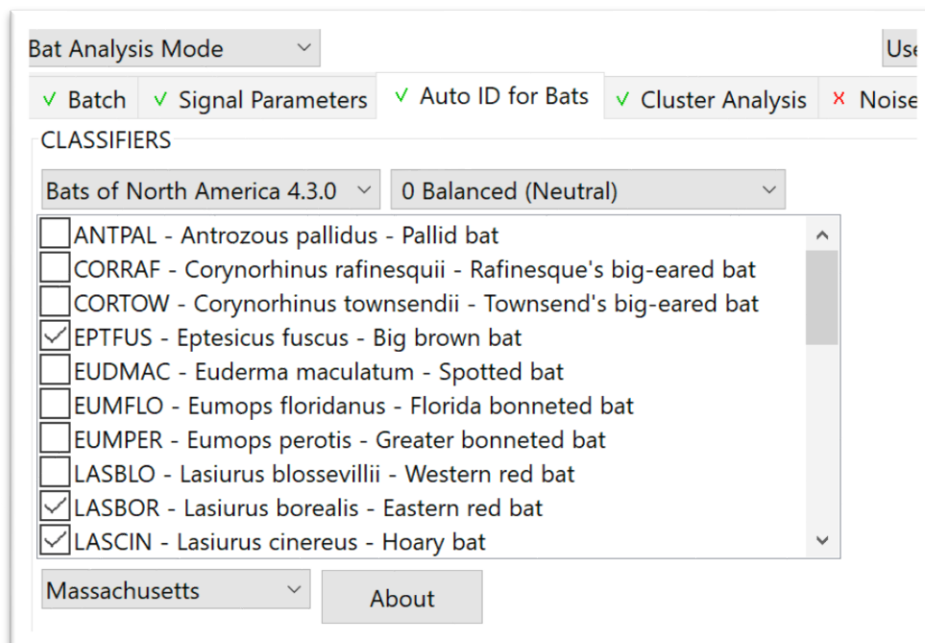 Bat Analysis Mode Use
Batch Signal Parameters Auto ID for Bats Cluster Analysis Noise
CLASSIFIERS
Bats of North America 4.3.0 0 Balanced (Neutral)
ANTPAL - Antrozous pallidus - Pallid bat
CORRAF - Corynorhinus rafinesquii - Rafinesque's big-eared bat
CORTOW - Corynorhinus townsendii - Townsend's big-eared bat
EPTFUS - Eptesicus fuscus - Big brown bat
EUDMAC - Euderma maculatum - Spotted bat
EUMFLO - Eumops floridanus - Florida bonneted bat
EUMPER - Eumops perotis - Greater bonneted bat
LASBLO - Lasiurus blossevillii - Western red bat
LASBOR - Lasiurus borealis - Eastern red bat
LASCIN - Lasiurus cinereus - Hoary bat
Massachusetts About